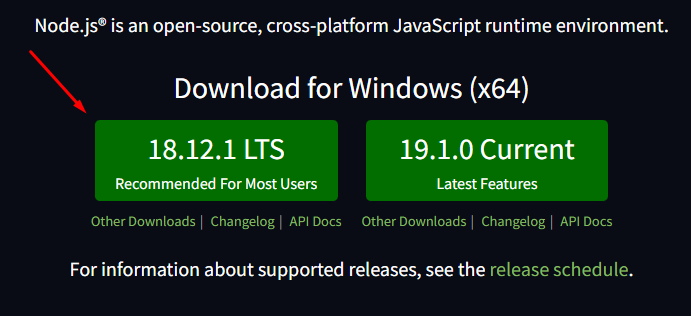 Node.js® is an open-source, cross-platform JavaScript runtime environment.
Download for Windows (x64)
18.12.1 LTS
Recommended For Most Users
19.1.0 Current
Latest Features
Other Downloads | Changelog | API Docs
Other Downloads | Changelog | API Docs
For information about supported releases, see the release schedule.